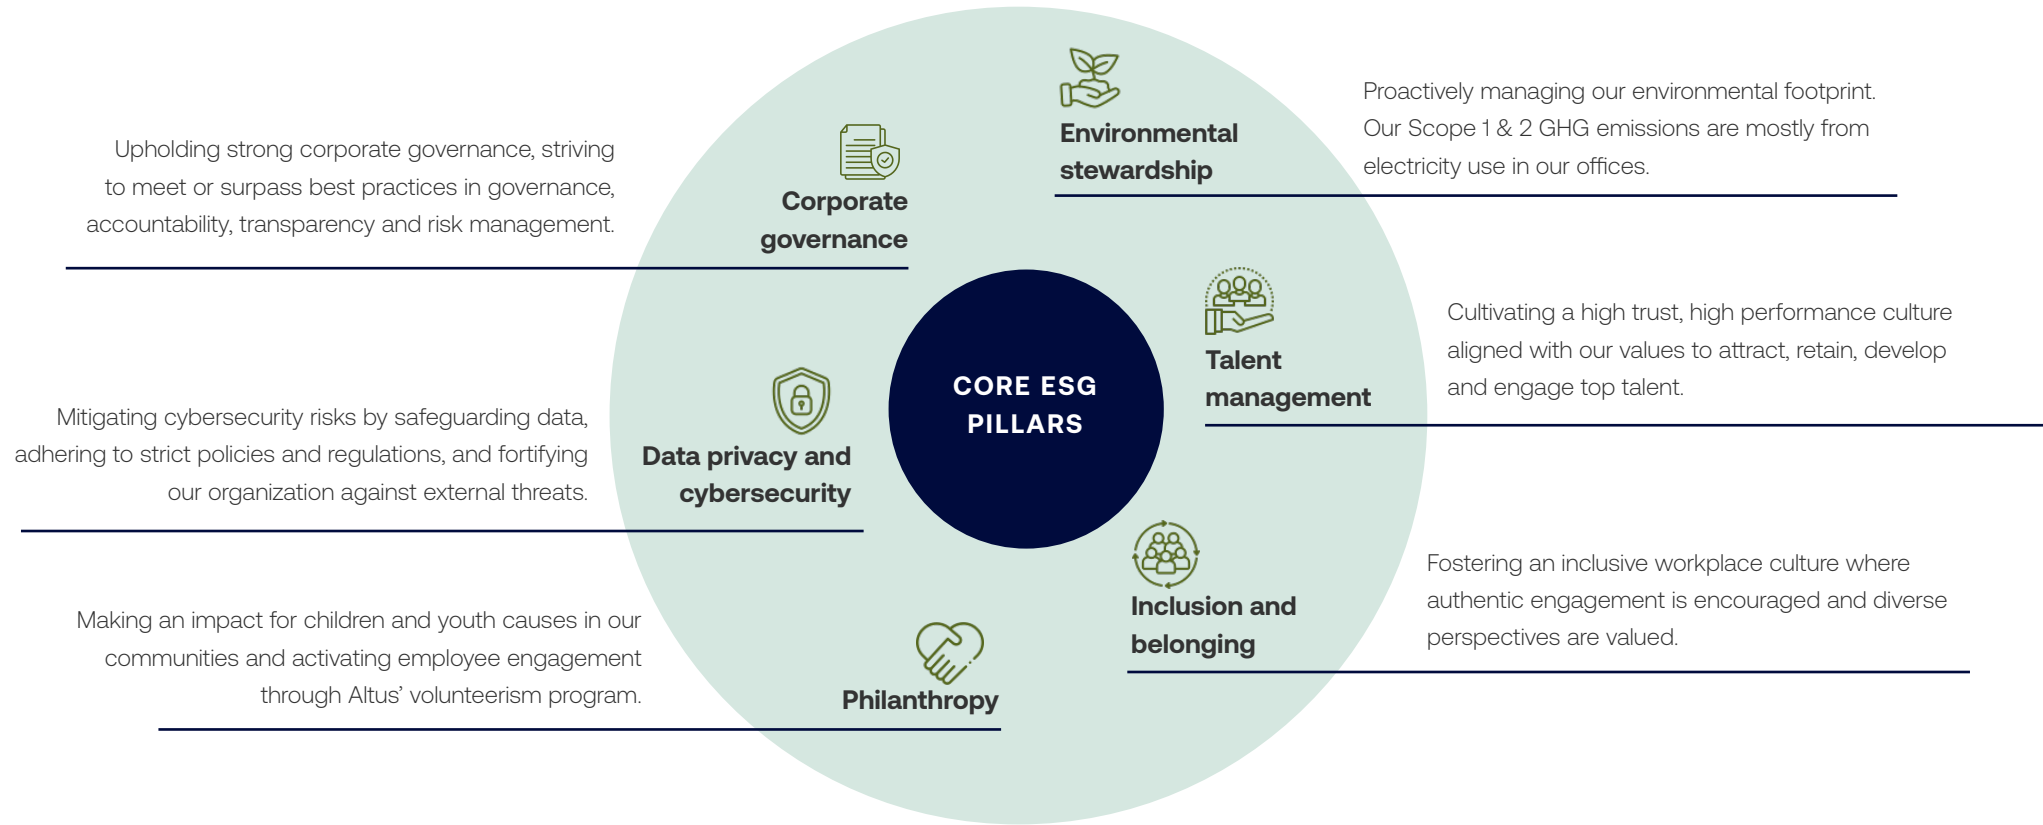 Upholding strong corporate governance, striving
to meet or surpass best practices in governance,
accountability, transparency and risk management.
Corporate
governance
Environmental
stewardship
Proactively managing our environmental footprint.
Our Scope 1 & 2 GHG emissions are mostly from
electricity use in our offices.
CORE ESG
PILLARS
Talent
management
Cultivating a high trust, high performance culture
aligned with our values to attract, retain, develop
and engage top talent.
Mitigating cybersecurity risks by safeguarding data,
adhering to strict policies and regulations, and fortifying
our organization against external threats.
Data privacy and
cybersecurity
Inclusion and
belonging
Fostering an inclusive workplace culture where
authentic engagement is encouraged and diverse
perspectives are valued.
Making an impact for children and youth causes in our
communities and activating employee engagement
through Altus’ volunteerism program.
Philanthropy